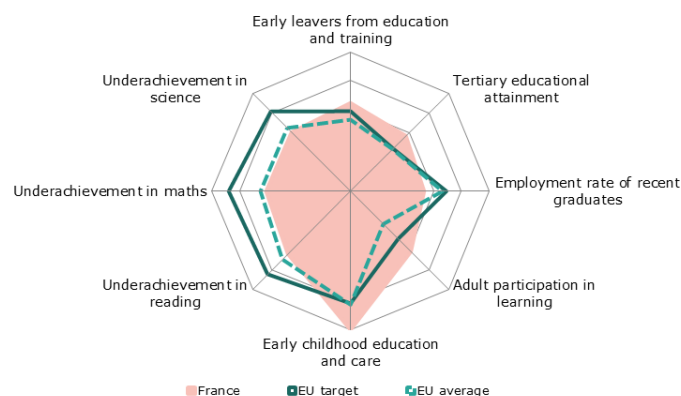 Early leavers from education
and training
Underachievement in
science
Tertiary educational
attainment
Underachievement in maths
Employment rate of recent
graduates
Underachievement in
reading
Adult participation in
learning
Early childhood education
and care
France
EU target
EU average